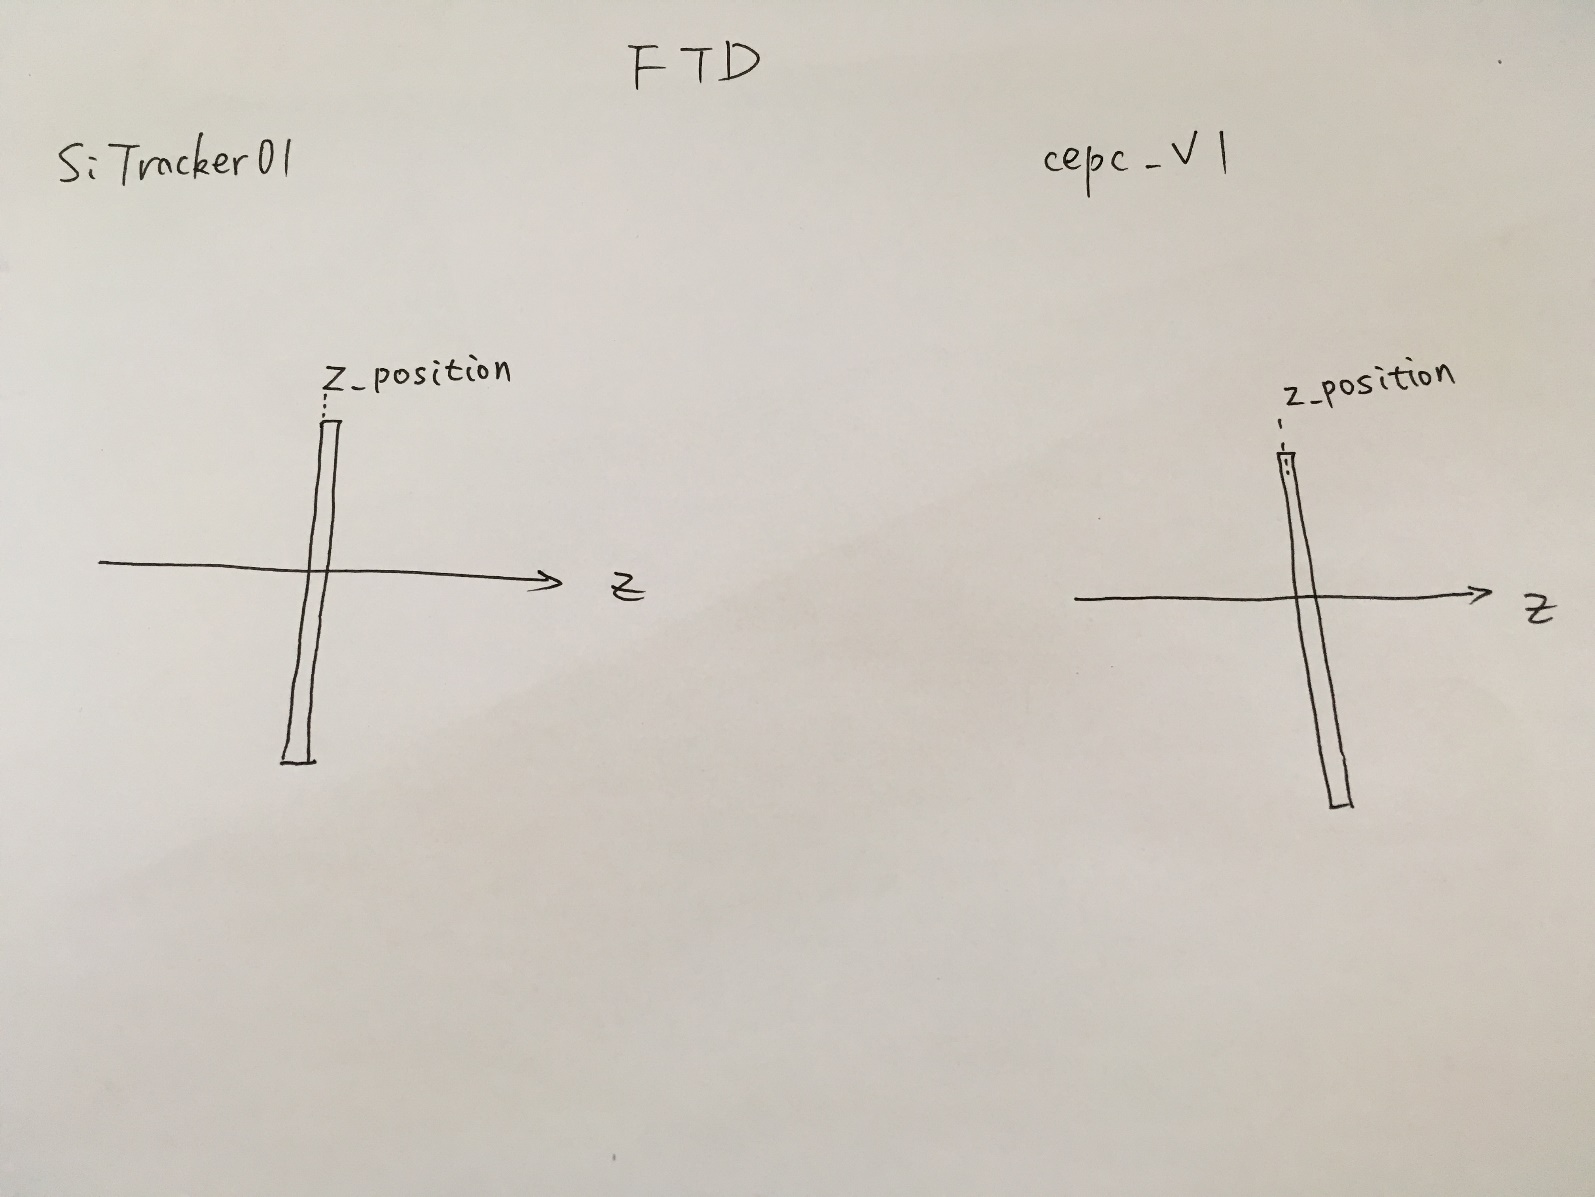 FTD
SiTracker01
cepc_v1
z_position
z_position
z
z